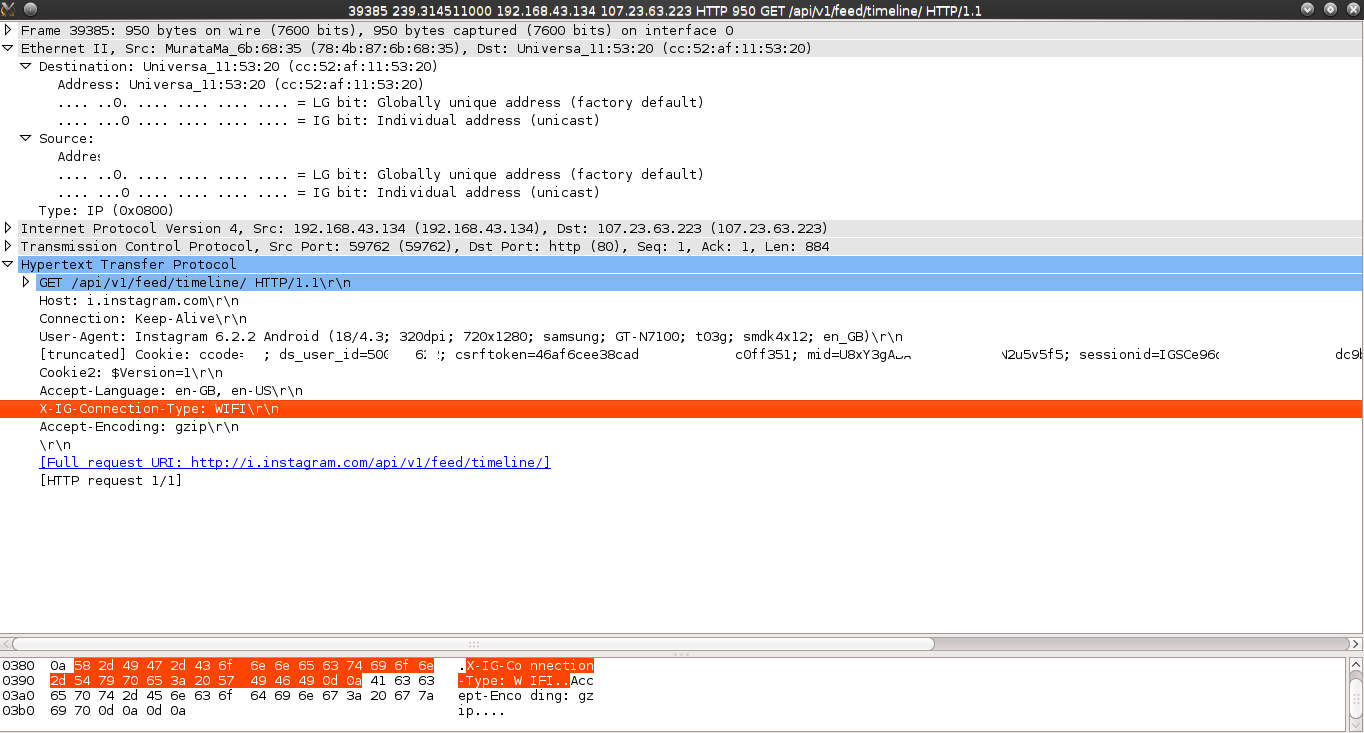 39385 239.314511000 192.168.43.134 107.23.63.223 HTTP 950 GET /api/v1/feed/timeline/ HTTP/1.1
Frame 39385: 950 bytes on wire (7600 bits), 950 bytes captured (7600 bits) on interface 0
Ethernet II, Src: MurataMa_6b:68:35 (78:4b:87:6b:68:35), Dst: Universa_11:53:20 (cc:52:af:11:53:20)
Destination: Universa_11:53:20 (cc:52:af:11:53:20)
Address: Universa_11:53:20 (cc:52:af:11:53:20)
.... ..0. .... .... .... .... = LG bit: Globally unique address (factory default)
.... ...0 .... .... .... .... = IG bit: Individual address (unicast)
Source:
.... ..0. .... .... .... .... = LG bit: Globally unique address (factory default)
.... ...0 .... .... .... .... = IG bit: Individual address (unicast)
Type: IP (0x0800)
Internet Protocol Version 4, Src: 192.168.43.134 (192.168.43.134), Dst: 107.23.63.223 (107.23.63.223)
Transmission Control Protocol, Src Port: 59762 (59762), Dst Port: http (80), Seq: 1, Ack: 1, Len: 884
Hypertext Transfer Protocol
GET /api/v1/feed/timeline/ HTTP/1.1\r\n
Host: i.instagram.com\r\n
Connection: Keep-Alive\r\n
User-Agent: Instagram 6.2.2 Android (18/4.3; 320dpi; 720x1280; samsung; GT-N7100; t03g; smdk4x12; en_GB)\r\n
[truncated] Cookie: ccode= ; ds_user_id=500 62 ; csrftoken=46af6cee38cad c0ff351; mid=U8xY3gA 2u5v5f5; sessionid=IGSCe96 dc9
Cookie2: $Version=1\r\n
Accept-Language: en-GB, en-US\r\n
X-IG-Connection-Type: WIFI\r\n
Accept-Encoding: gzip\r\n
\r\n
[Full request URI: http://i.instagram.com/api/v1/feed/timeline/]
[HTTP request 1/1]
0380 0a 58 2d 49 47 2d 43 6f 6e 6e 65 63 74 69 6f 6e .X-IG-Co nnection
0390 2d 54 79 70 65 3a 20 57 49 46 49 0d 0a 41 63 63 -Type: W IFI..Acc
03a0 65 70 74 2d 45 6e 63 6f 64 69 6e 67 3a 20 67 7a ept-Enco ding: gz
03b0 69 70 0d 0a 0d 0a ip....